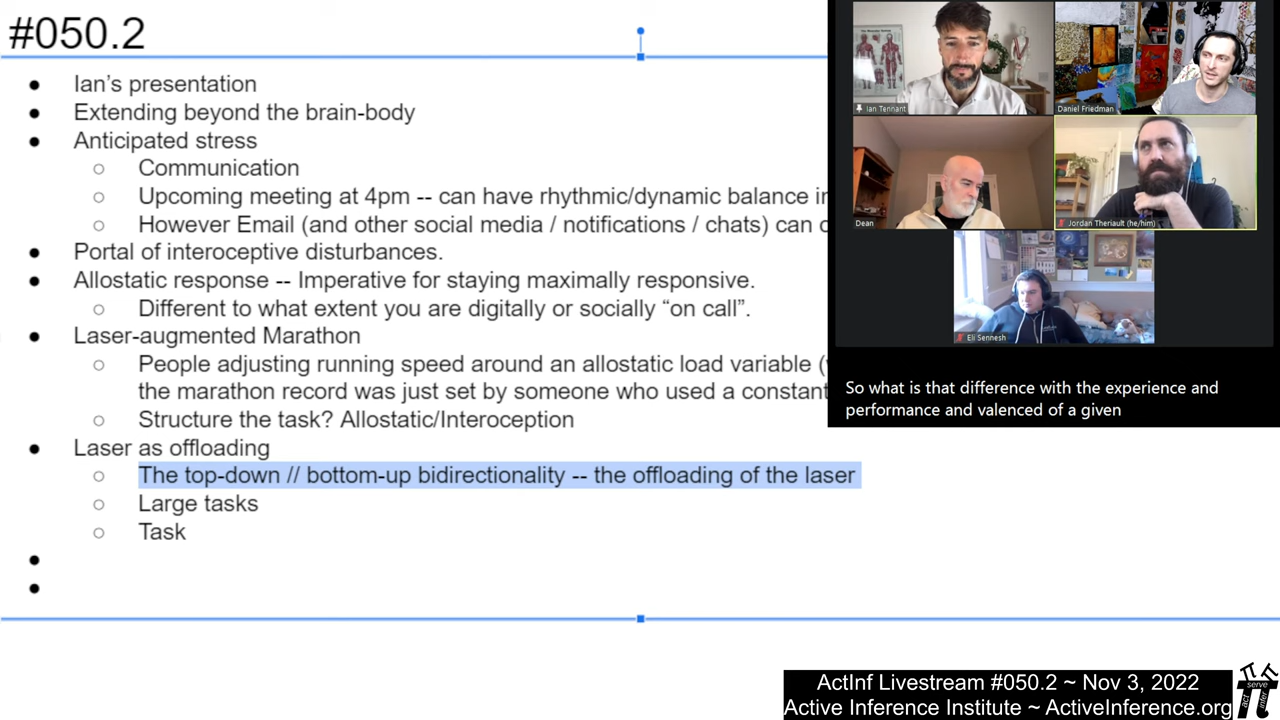 #050.2
● Ian's presentation
● Extending beyond the brain-body
● Anticipated stress
○ Communication
○ Upcoming meeting at 4pm -- can have rhythmic/dynamic balance in
○ However Email (and other social media / notifications / chats) can
● Portal of interoceptive disturbances.
● Allostatic response -- Imperative for staying maximally responsive.
○ Different to what extent you are digitally or socially “on call”.
● Laser-augmented Marathon
○ People adjusting running speed around an allostatic load variable (
the marathon record was just set by someone who used a constant
○ Structure the task? Allostatic/Interoception
● Laser as offloading
○ The top-down // bottom-up bidirectionality -- the offloading of the laser
○ Large tasks
○ Task
Ian Tennant
Daniel Friedman
Dean
Jordan Theriault (he/him)
Eli Sennesh
So what is that difference with the experience and
performance and valenced of a given
ActInf Livestream #050.2 ~ Nov 3, 2022
Active Inference Institute ~ ActiveInference.org
serve
act
infer